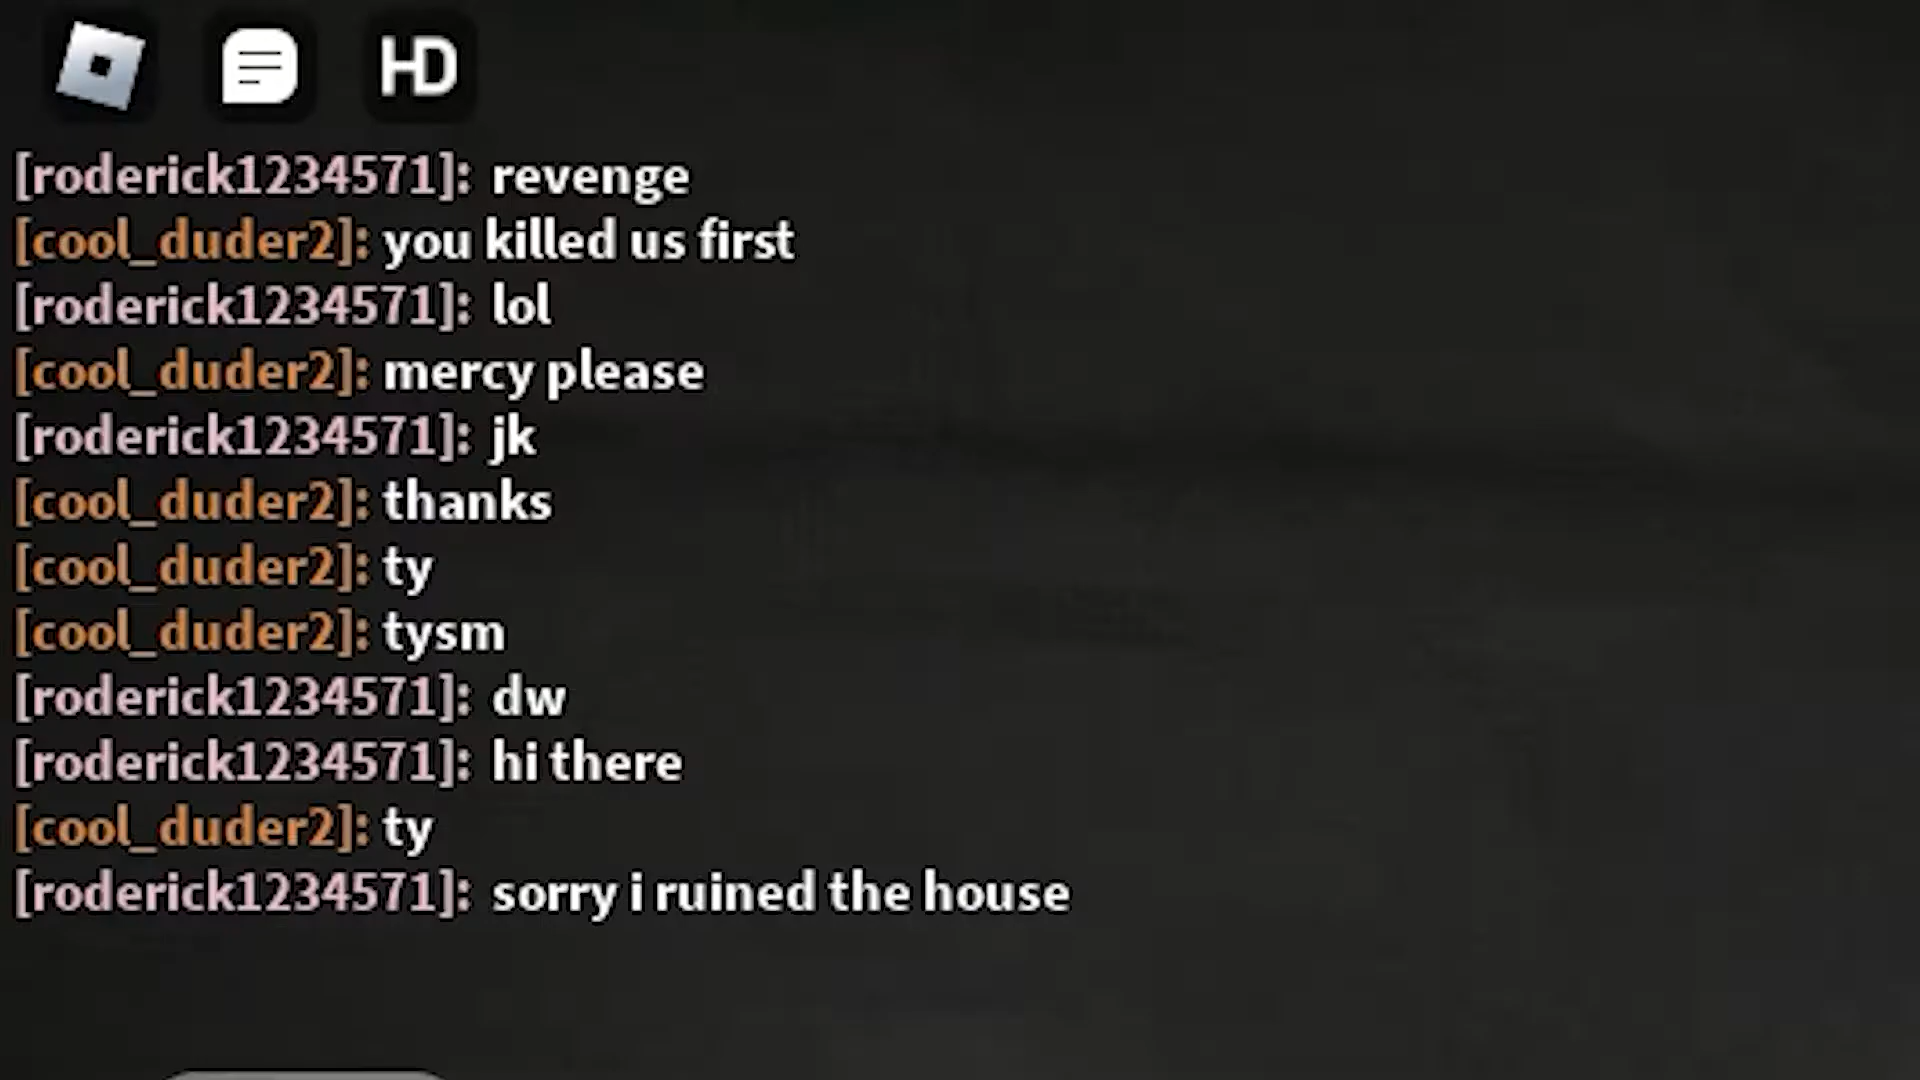 HD
[roderick1234571]: revenge
[cool_duder2]: you killed us first
[roderick1234571]: lol
[cool_duder2]: mercy please
[roderick1234571]: jk
[cool_duder2]: thanks
[cool_duder2]: ty
[cool_duder2]: tysm
[roderick1234571]: dw
[roderick1234571]: hi there
[cool_duder2]: ty
[roderick1234571]: sorry i ruined the house